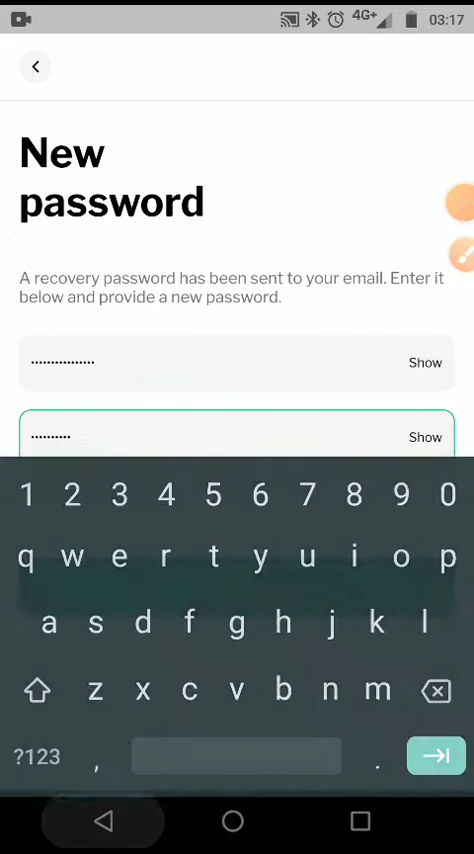 4G+ 03:17
New
password
A recovery password has been sent to your email. Enter it
below and provide a new password.
•••••••••••••••• Show
•••••••••• Show
1 2 3 4 5 6 7 8 9 0
q w e r t y u i o p
a s d f g h j k l
z x c v b n m
?123 , .